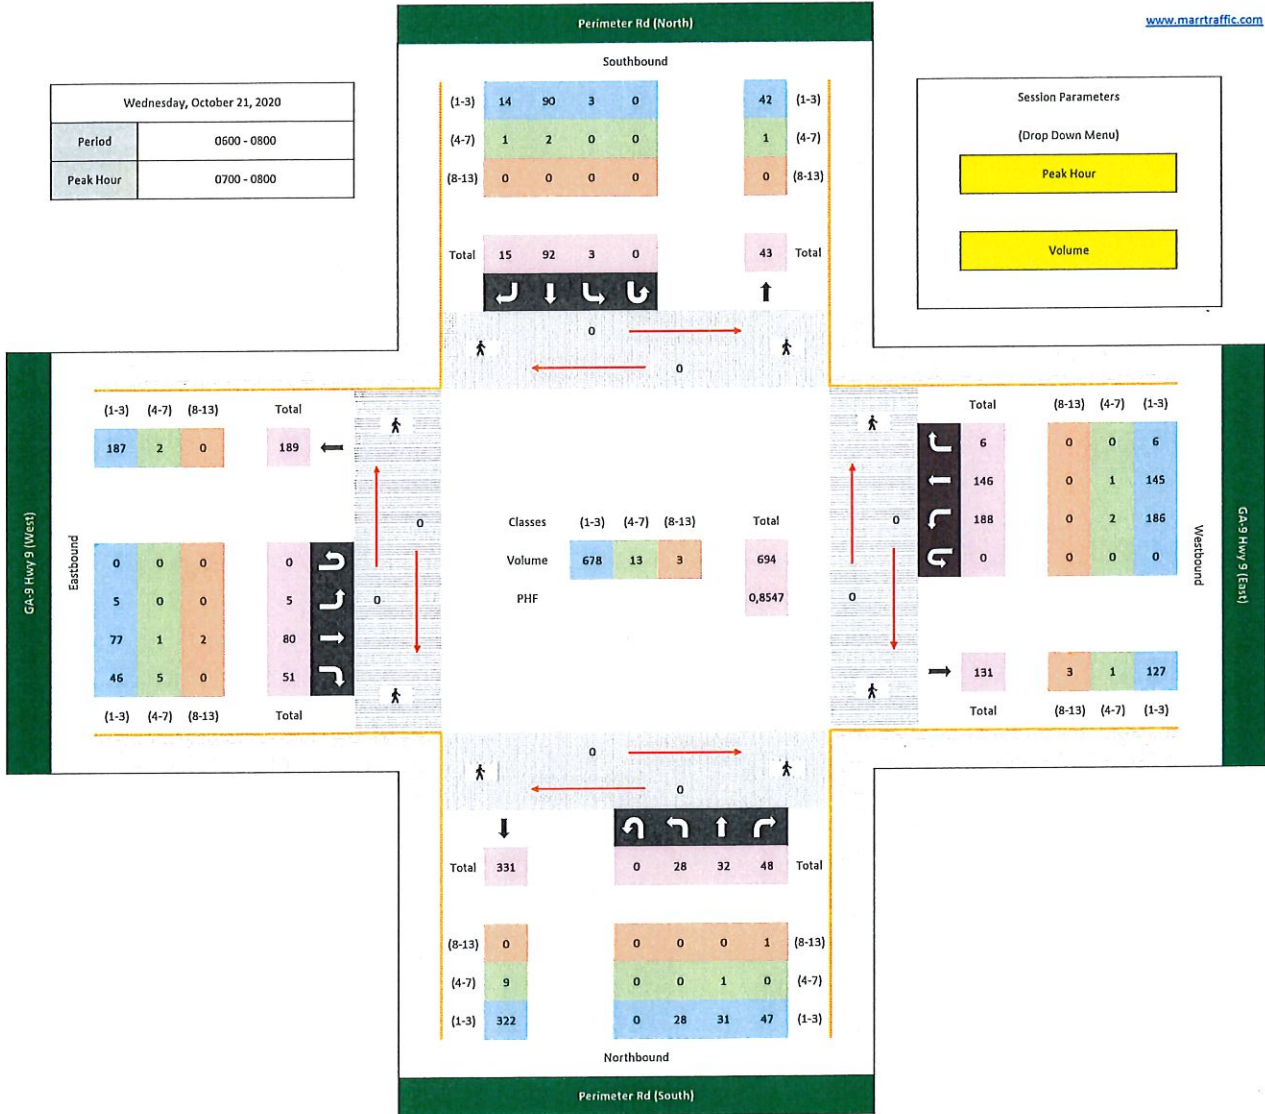 Perimeter Rd (North)
www.marrtraffic.com
Southbound
Wednesday, October 21, 2020
Period 0600 - 0800
Peak Hour 0700 - 0800
Session Parameters
(Drop Down Menu)
Peak Hour
Volume
(1-3) 14 90 3 0 42 (1-3)
(4-7) 1 2 0 0 1 (4-7)
(8-13) 0 0 0 0 0 (8-13)
Total 15 92 3 0 43 Total
0
0
GA-9 Hwy 9 (West)
Eastbound
(1-3) (4-7) (8-13) Total
187 2 0 189
0
0 0 0 0
5 0 0 5 0
77 1 2 80
46 5 0 51
(1-3) (4-7) (8-13) Total
Classes (1-3) (4-7) (8-13) Total
Volume 678 13 3 694
PHF 0,8547
Total (8-13) (4-7) (1-3)
6 0 0 6
146 0 1 145
0 188 0 2 186
0 0 0 0
0
131 3 1 127
Total (8-13) (4-7) (1-3)
Westbound
GA-9 Hwy 9 (East)
0
0
Total 331 0 28 32 48 Total
(8-13) 0 0 0 0 1 (8-13)
(4-7) 9 0 0 1 0 (4-7)
(1-3) 322 0 28 31 47 (1-3)
Northbound
Perimeter Rd (South)